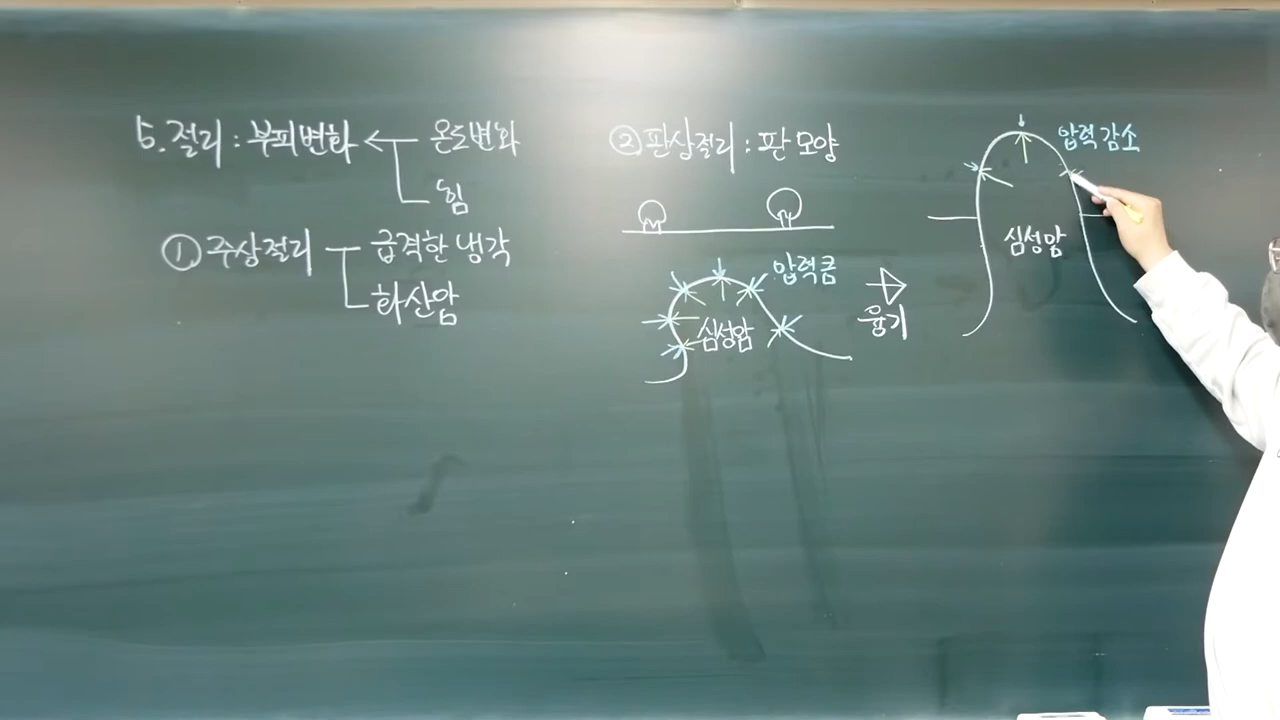 5. 절리 : 부피변화 ← 온도변화
힘
① 주상절리 급격한 냉각
화산암
② 판상절리 : 판 모양
압력 큼
심성암
융기
압력 감소
심성암